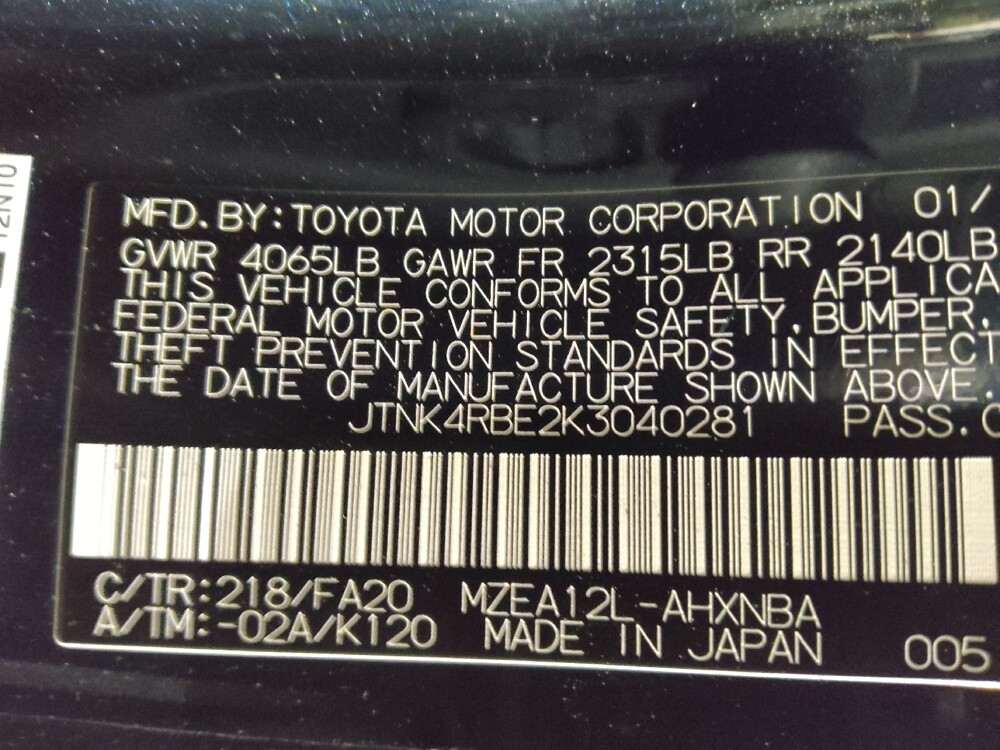 12N10
MFD.BY:TOYOTA MOTOR CORPORATION 01/
GVWR 4065LB GAWR FR 2315LB RR 2140LB
THIS VEHICLE CONFORMS TO ALL APPLICA
FEDERAL MOTOR VEHICLE SAFETY,BUMPER,
THEFT PREVENTION STANDARDS IN EFFECT
THE DATE OF MANUFACTURE SHOWN ABOVE.
JTNK4RBE2K3040281 PASS.C
C/TR:218/FA20 MZEA12L-AHXNBA
A/TM:-02A/K120 MADE IN JAPAN 005